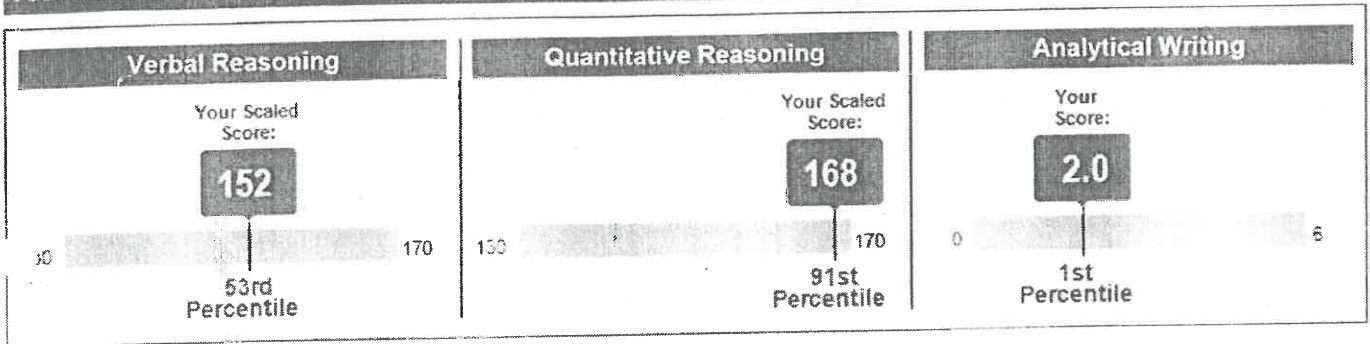 Verbal Reasoning
Your Scaled
Score:
152
170
53rd
Percentile
Quantitative Reasoning
Your Scaled
Score:
168
130
170
91st
Percentile
Analytical Writing
Your
Score:
2.0
0
6
1st
Percentile